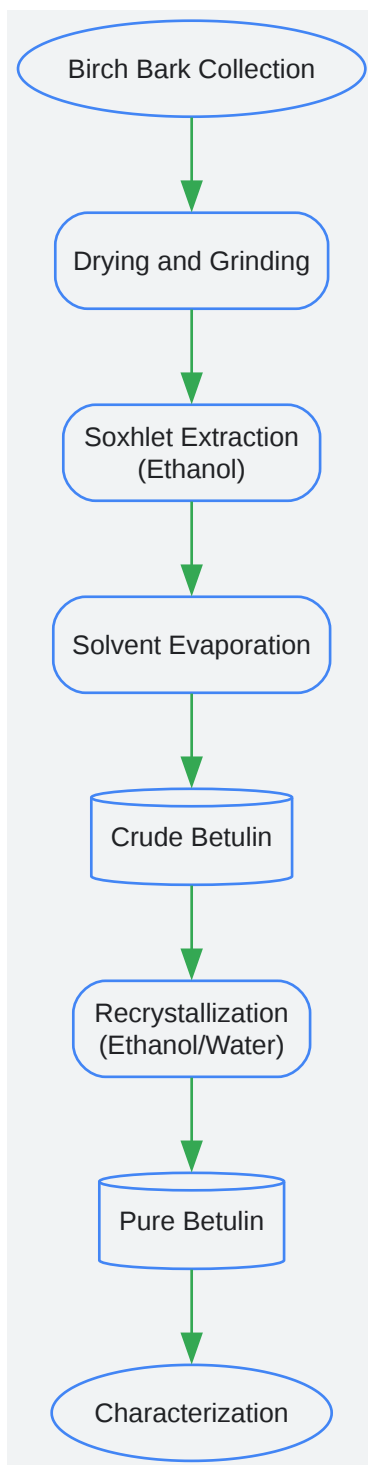 Birch Bark Collection
Drying and Grinding
Soxhlet Extraction
(Ethanol)
Solvent Evaporation
Crude Betulin
Recrystallization
(Ethanol/Water)
Pure Betulin
Characterization